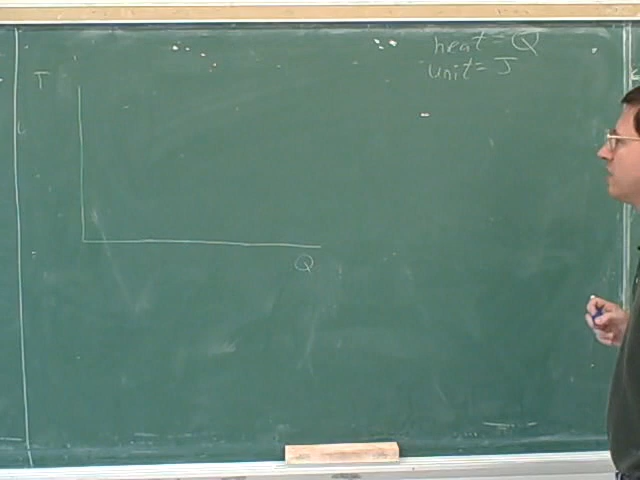 heat = Q
unit = J
T
Q